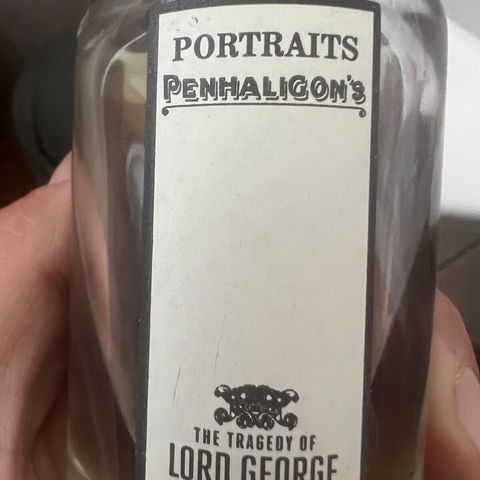 PORTRAITS
PENHALIGON'S
THE TRAGEDY OF
LORD GEORGE